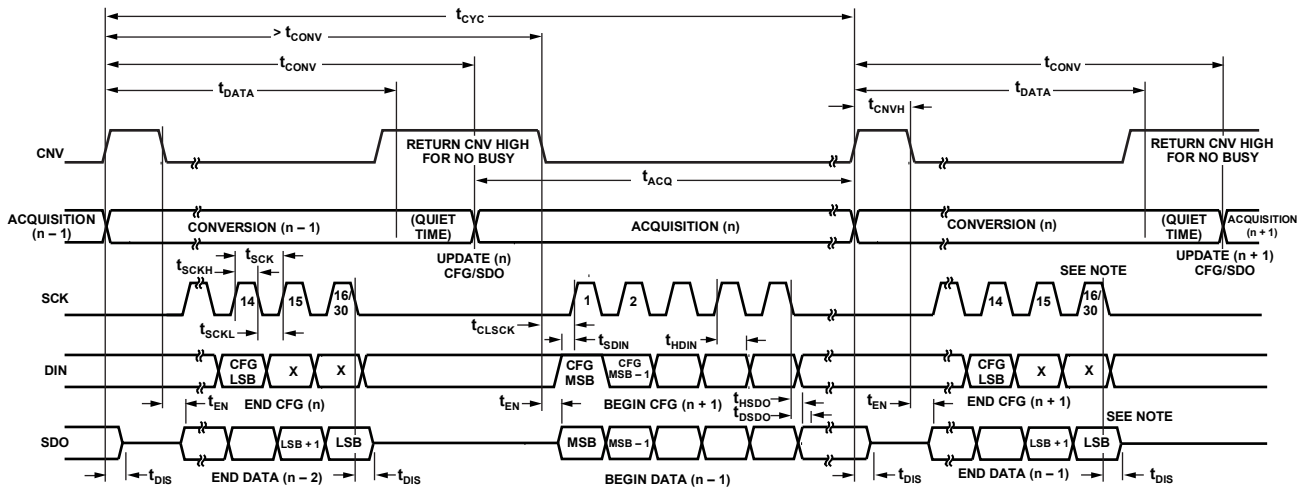 tCYC
> tCONV
tCONV
tCONV
tDATA
tDATA
tCNVH
CNV
RETURN CNV HIGH
FOR NO BUSY
RETURN CNV HIGH
FOR NO BUSY
tACQ
ACQUISITION
(n – 1)
CONVERSION (n – 1)
(QUIET
TIME)
ACQUISITION (n)
CONVERSION (n)
(QUIET
TIME)
ACQUISITION
(n + 1)
UPDATE (n)
CFG/SDO
UPDATE (n + 1)
CFG/SDO
tSCK
tSCKH
SEE NOTE
SCK
14
15
16/
30
1
2
14
15
16/
30
tSCKL
tCLSCK
tSDIN
tHDIN
DIN
CFG
LSB
X
X
CFG
MSB
CFG
MSB – 1
CFG
LSB
X
X
tEN
END CFG (n)
tEN
BEGIN CFG (n + 1)
tHSDO
tDSDO
tEN
END CFG (n + 1)
SEE NOTE
SDO
LSB + 1
LSB
MSB
MSB – 1
LSB + 1
LSB
tDIS
END DATA (n – 2)
tDIS
BEGIN DATA (n – 1)
tDIS
END DATA (n – 1)
tDIS